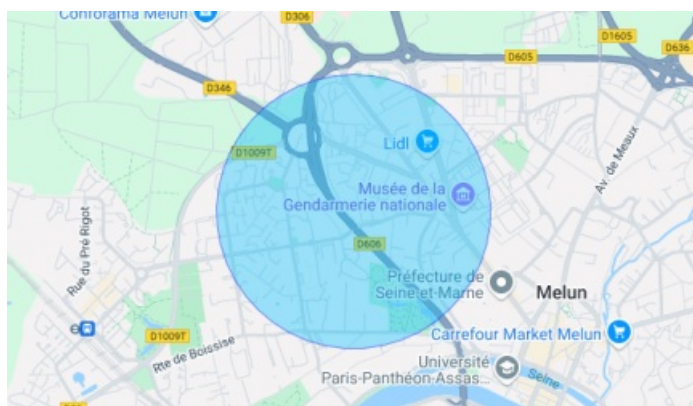 Conforama Melun
D306
D1605
D636
D605
D346
Lidl
D1009T
Musée de la
Gendarmerie nationale
Av. de Meaux
Rue du Pré Rigot
D606
Préfecture de
Seine-et-Marne
Melun
D1009T
Carrefour Market Melun
Rte de Boissise
Université
Paris-Panthéon-Assas...
Seine